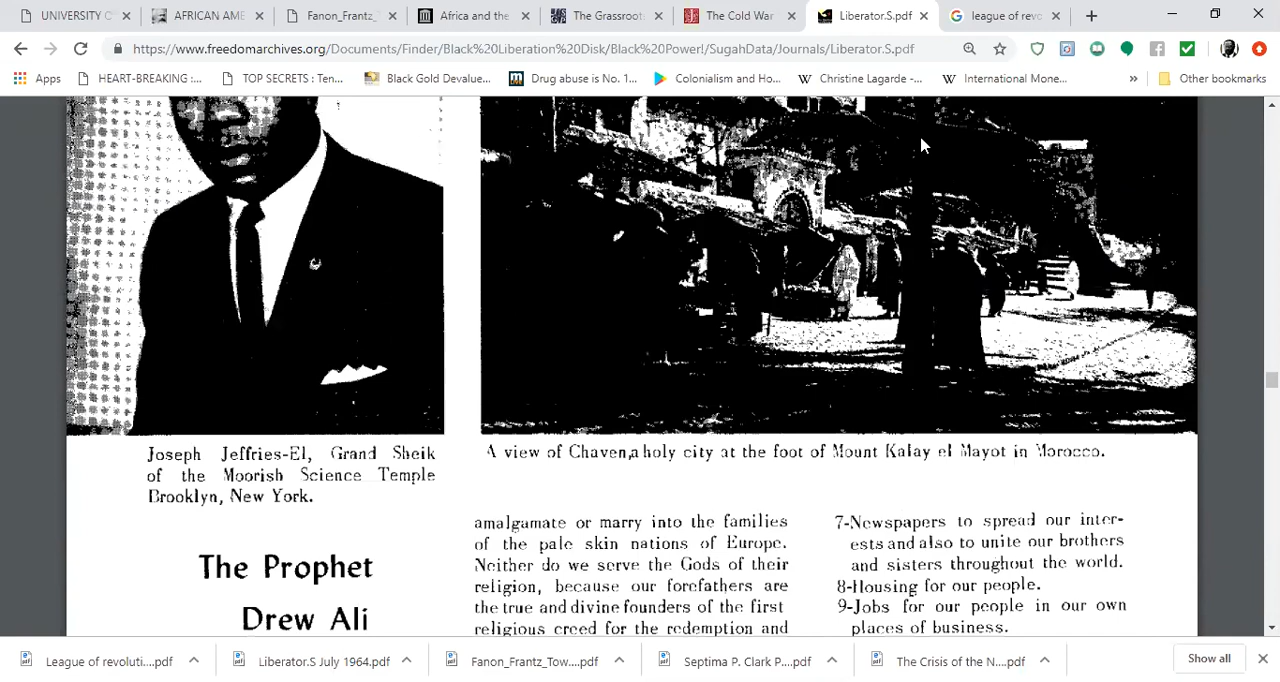 UNIVERSITY O
AFRICAN AME
Fanon_Frantz_
Africa and the
The Grassroot
The Cold War
Liberator.S.pdf
league of revo
https://www.freedomarchives.org/Documents/Finder/Black%20Liberation%20Disk/Black%20Power!/SugahData/Journals/Liberator.S.pdf
Apps
HEART-BREAKING :...
TOP SECRETS : Ten...
Black Gold Devalue...
Drug abuse is No. 1...
Colonialism and Ho...
Christine Lagarde -...
International Mone...
»
Other bookmarks
Joseph Jeffries-El, Grand Sheik
of the Moorish Science Temple
Brooklyn, New York.
A view of Chaven,a holy city at the foot of Mount Kalay el Mayot in Morocco.
The Prophet
Drew Ali
amalgamate or marry into the families
of the pale skin nations of Europe.
Neither do we serve the Gods of their
religion, because our forefathers are
the true and divine founders of the first
religious creed for the redemption and
7-Newspapers to spread our inter-
ests and also to unite our brothers
and sisters throughout the world.
8-Housing for our people.
9-Jobs for our people in our own
places of business.
League of revoluti....pdf
Liberator.S July 1964.pdf
Fanon_Frantz_Tow....pdf
Septima P. Clark P....pdf
The Crisis of the N....pdf
Show all